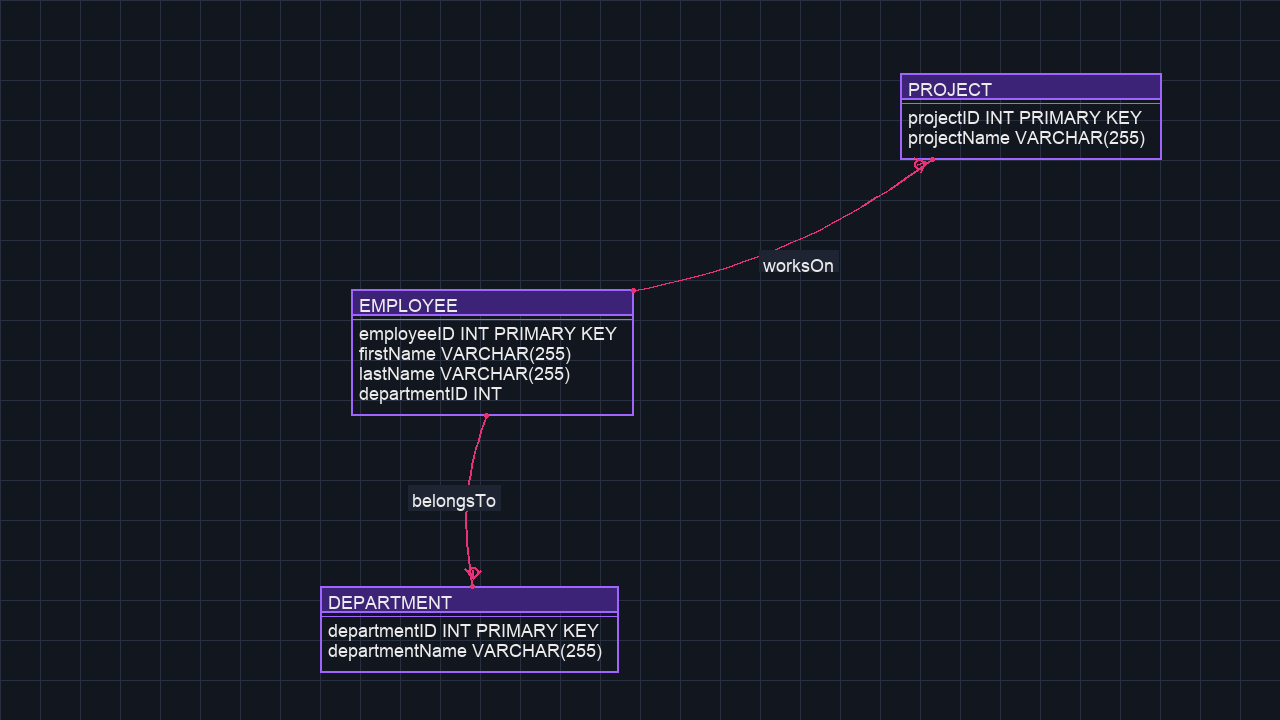 PROJECT
projectID INT PRIMARY KEY
projectName VARCHAR(255)
worksOn
EMPLOYEE
employeeID INT PRIMARY KEY
firstName VARCHAR(255)
lastName VARCHAR(255)
departmentID INT
belongsTo
DEPARTMENT
departmentID INT PRIMARY KEY
departmentName VARCHAR(255)